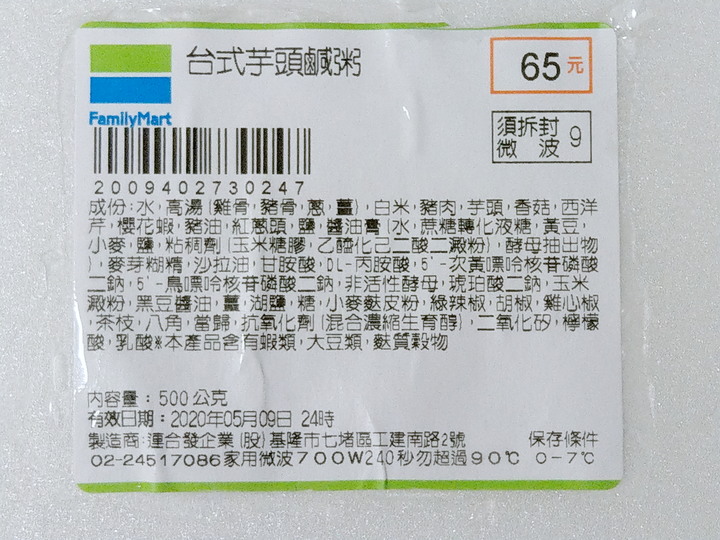 台式芋頭鹹粥
65元
FamilyMart
須拆封
微波 9
2009402730247
成份:水,高湯(雞骨,豬骨,蔥,薑),白米,豬肉,芋頭,香菇,西洋
芹,櫻花蝦,豬油,紅蔥頭,鹽,醬油膏(水,蔗糖轉化液糖,黃豆,
小麥,鹽,粘稠劑(玉米糖膠,乙醯化己二酸二澱粉),酵母抽出物
),麥芽糊精,沙拉油,甘胺酸,DL-丙胺酸,5'-次黃嘌呤核苷磷酸
二鈉,5'-鳥嘌呤核苷磷酸二鈉,非活性酵母,琥珀酸二鈉,玉米
澱粉,黑豆醬油,薑,湖鹽,糖,小麥麩皮粉,綠辣椒,胡椒,雞心椒
,茶枝,八角,當歸,抗氧化劑(混合濃縮生育醇),二氧化矽,檸檬
酸,乳酸※本產品含有蝦類,大豆類,麩質穀物
內容量:500公克
有效日期:2020年05月09日 24時
製造商:連合發企業(股)基隆市七堵區工建南路2號 保存條件
02-24517086家用微波700W240秒勿超過90℃ 0-7℃